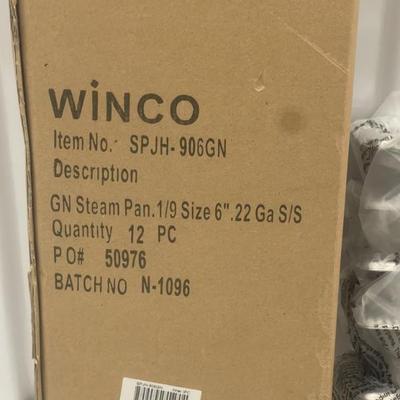 WiNCO
Item No. SPJH-906GN
Description
GN Steam Pan.1/9 Size 6".22 Ga S/S
Quantity 12 PC
PO# 50976
BATCH NO N-1096